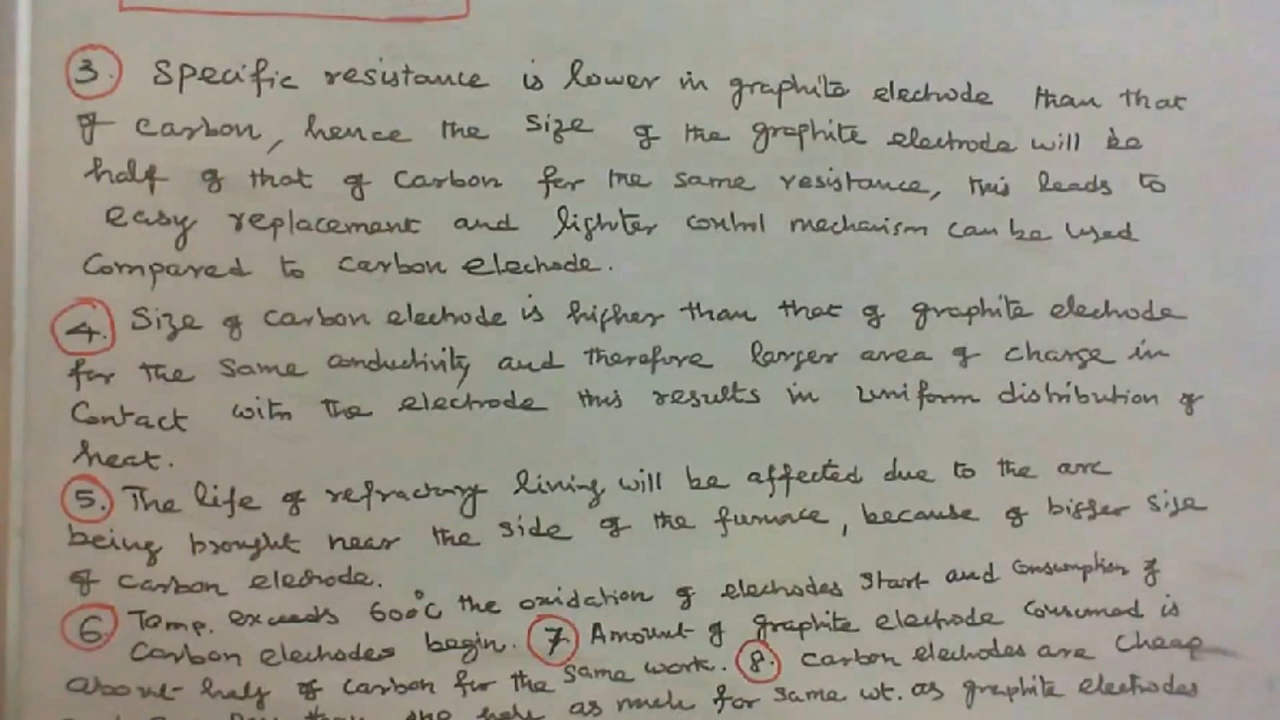 3. Specific resistance is lower in graphite electrode than that
of carbon, hence the size of the graphite electrode will be
half of that of carbon for the same resistance, this leads to
easy replacement and lighter control mechanism can be used
compared to carbon electrode.
4. Size of carbon electrode is higher than that of graphite electrode
for the same conductivity and therefore larger area of charge in
contact with the electrode this results in uniform distribution of
heat.
5. The life of refractory lining will be affected due to the arc
being brought near the side of the furnace, because of bigger size
of carbon electrode.
6. Temp. exceeds 600°C the oxidation of electrodes start and consumption of
carbon electrodes begin. 7. Amount of graphite electrode consumed is
about half of carbon for the same work. 8. carbon electrodes are cheap
as much for same wt. as graphite electrodes